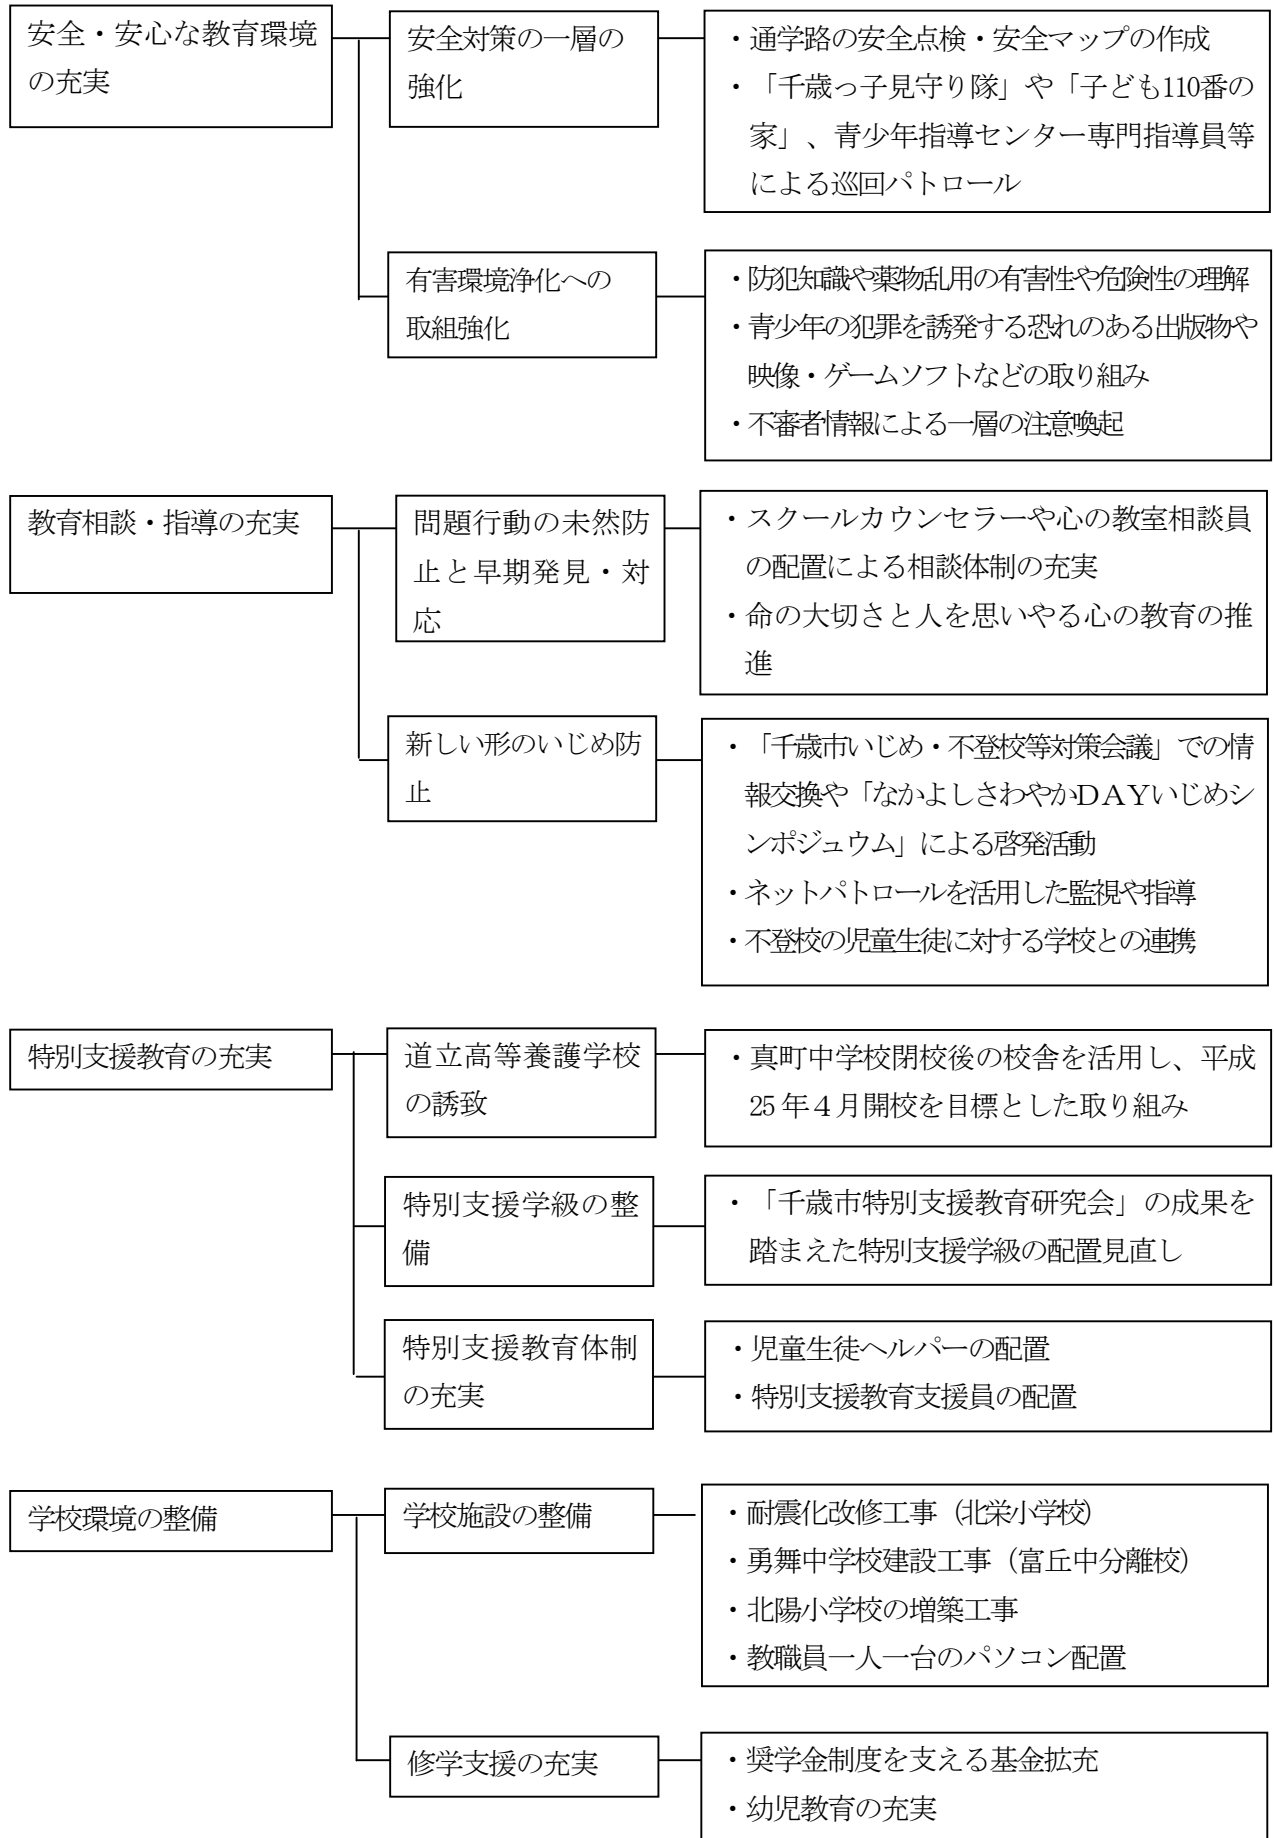 安全・安心な教育環境
の充実
安全対策の一層の
強化
・通学路の安全点検・安全マップの作成
・「千歳っ子見守り隊」や「子ども110番の
家」、青少年指導センター専門指導員等
による巡回パトロール
有害環境浄化への
取組強化
・防犯知識や薬物乱用の有害性や危険性の理解
・青少年の犯罪を誘発する恐れのある出版物や
映像・ゲームソフトなどの取り組み
・不審者情報による一層の注意喚起
教育相談・指導の充実
問題行動の未然防
止と早期発見・対
応
・スクールカウンセラーや心の教室相談員
の配置による相談体制の充実
・命の大切さと人を思いやる心の教育の推
進
新しい形のいじめ防
止
・「千歳市いじめ・不登校等対策会議」での情
報交換や「なかよしさわやかDAYいじめシ
ンポジュウム」による啓発活動
・ネットパトロールを活用した監視や指導
・不登校の児童生徒に対する学校との連携
特別支援教育の充実
道立高等養護学校
の誘致
・真町中学校閉校後の校舎を活用し、平成
25年4月開校を目標とした取り組み
特別支援学級の整
備
・「千歳市特別支援教育研究会」の成果を
踏まえた特別支援学級の配置見直し
特別支援教育体制
の充実
・児童生徒ヘルパーの配置
・特別支援教育支援員の配置
学校環境の整備
学校施設の整備
・耐震化改修工事（北栄小学校）
・勇舞中学校建設工事（富丘中分離校）
・北陽小学校の増築工事
・教職員一人一台のパソコン配置
修学支援の充実
・奨学金制度を支える基金拡充
・幼児教育の充実